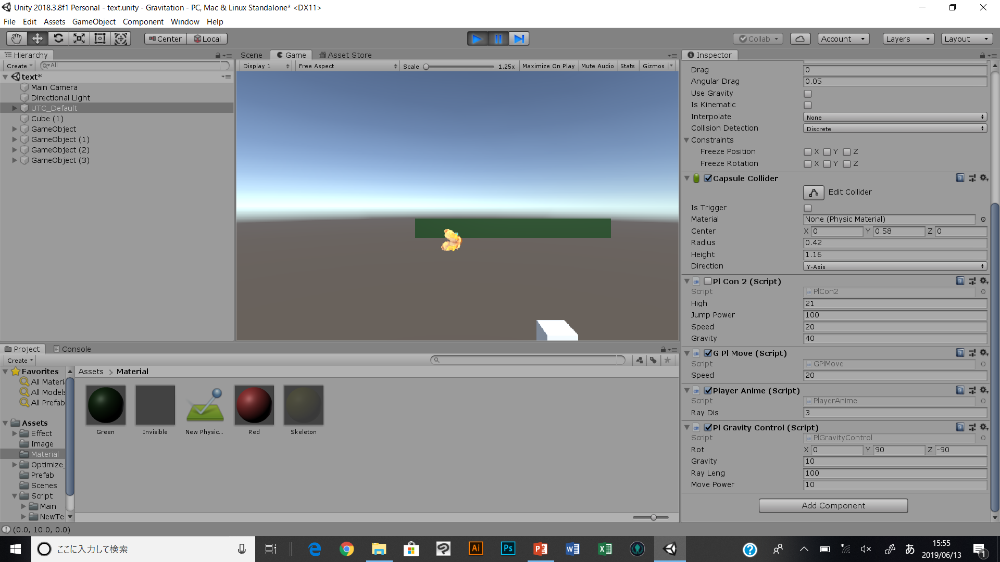 Unity 2018.3.8f1 Personal - text.unity - Gravitation - PC, Mac & Linux Standalone* <DX11>
File Edit Assets GameObject Component Window Help
Center Local Collab Account Layers Layout
Hierarchy
Create All
text*
Main Camera
Directional Light
UTC_Default
Cube (1)
GameObject
GameObject (1)
GameObject (2)
GameObject (3)
Scene Game Asset Store
Display 1 Free Aspect Scale 1.25x Maximize On Play Mute Audio Stats Gizmos
Inspector
Drag 0
Angular Drag 0.05
Use Gravity
Is Kinematic
Interpolate None
Collision Detection Discrete
Constraints
Freeze Position X Y Z
Freeze Rotation X Y Z
Capsule Collider
Edit Collider
Is Trigger
Material None (Physic Material)
Center X 0 Y 0.58 Z 0
Radius 0.42
Height 1.16
Direction Y-Axis
Pl Con 2 (Script)
Script PlCon2
High 21
Jump Power 100
Speed 20
Gravity 40
G Pl Move (Script)
Script GPlMove
Speed 20
Player Anime (Script)
Script PlayerAnime
Ray Dis 3
Pl Gravity Control (Script)
Script PlGravityControl
Rot X 0 Y 90 Z -90
Gravity 10
Ray Leng 100
Move Power 10
Add Component
Project Console
Create
Favorites
All Materia
All Models
All Prefab
Assets
Effect
Image
Material
Optimize_
Prefab
Scenes
Script
Main
NewTe
Assets > Material
Green Invisible New Physic... Red Skeleton
(0.0, 10.0, 0.0)
ここに入力して検索
あ
15:55
2019/06/13
1